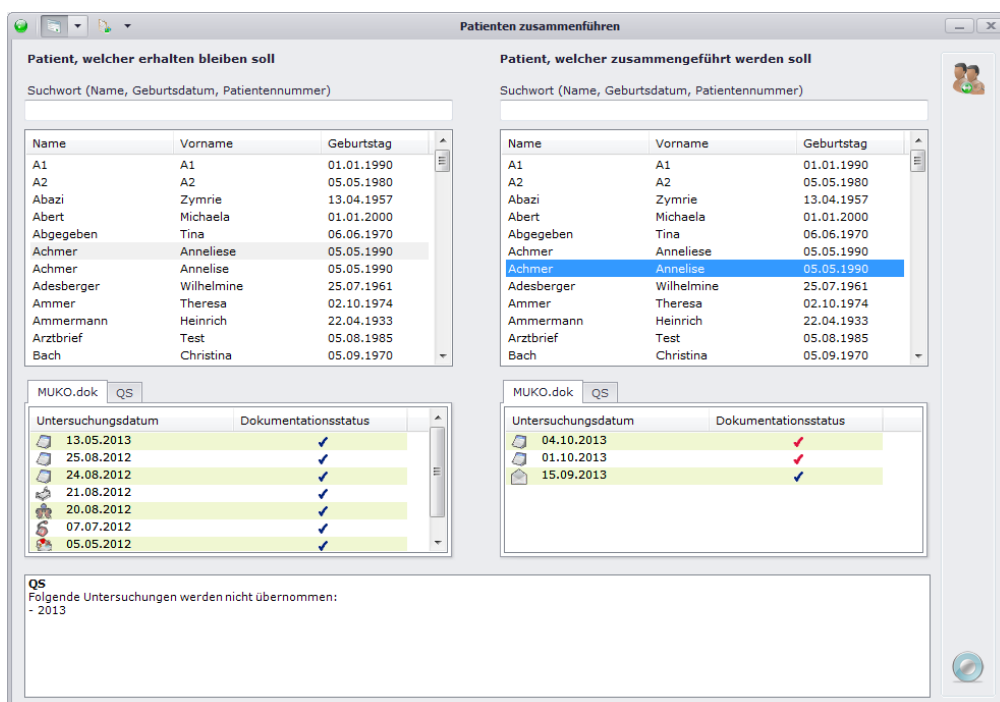 Patienten zusammenführen
Patient, welcher erhalten bleiben soll
Suchwort (Name, Geburtsdatum, Patientennummer)
Name Vorname Geburtstag
A1 A1 01.01.1990
A2 A2 05.05.1980
Abazi Zymrie 13.04.1957
Abert Michaela 01.01.2000
Abgegeben Tina 06.06.1970
Achmer Anneliese 05.05.1990
Achmer Annelise 05.05.1990
Adesberger Wilhelmine 25.07.1961
Ammer Theresa 02.10.1974
Ammermann Heinrich 22.04.1933
Arztbrief Test 05.08.1985
Bach Christina 05.09.1970
MUKO.dok QS
Untersuchungsdatum Dokumentationsstatus
13.05.2013
25.08.2012
24.08.2012
21.08.2012
20.08.2012
07.07.2012
05.05.2012
Patient, welcher zusammengeführt werden soll
Suchwort (Name, Geburtsdatum, Patientennummer)
Name Vorname Geburtstag
A1 A1 01.01.1990
A2 A2 05.05.1980
Abazi Zymrie 13.04.1957
Abert Michaela 01.01.2000
Abgegeben Tina 06.06.1970
Achmer Anneliese 05.05.1990
Achmer Annelise 05.05.1990
Adesberger Wilhelmine 25.07.1961
Ammer Theresa 02.10.1974
Ammermann Heinrich 22.04.1933
Arztbrief Test 05.08.1985
Bach Christina 05.09.1970
MUKO.dok QS
Untersuchungsdatum Dokumentationsstatus
04.10.2013
01.10.2013
15.09.2013
QS
Folgende Untersuchungen werden nicht übernommen:
- 2013